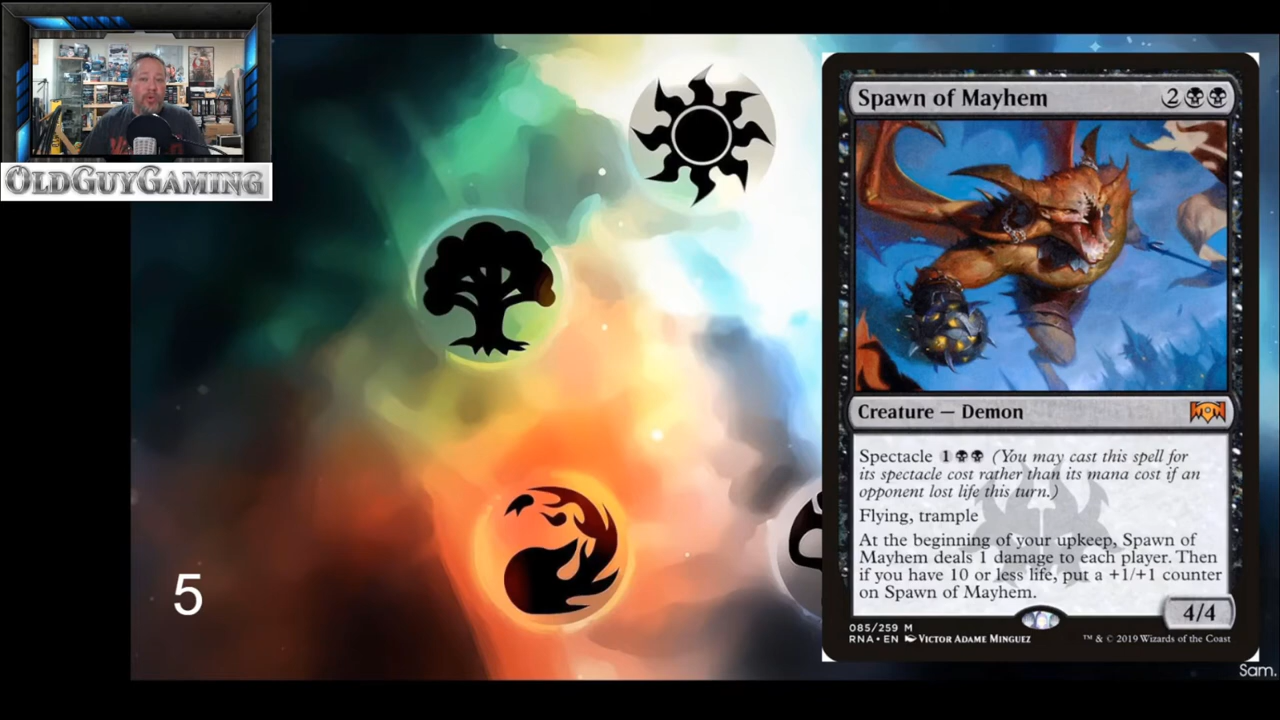 OLDGUYGAMING
Spawn of Mayhem 2
Creature — Demon
Spectacle 1 (You may cast this spell for
its spectacle cost rather than its mana cost if an
opponent lost life this turn.)
Flying, trample
At the beginning of your upkeep, Spawn of
Mayhem deals 1 damage to each player. Then
if you have 10 or less life, put a +1/+1 counter
on Spawn of Mayhem.
4/4
085/259 M
RNA • EN VICTOR ADAME MINGUEZ
™ & © 2019 Wizards of the Coast
5
Sam.